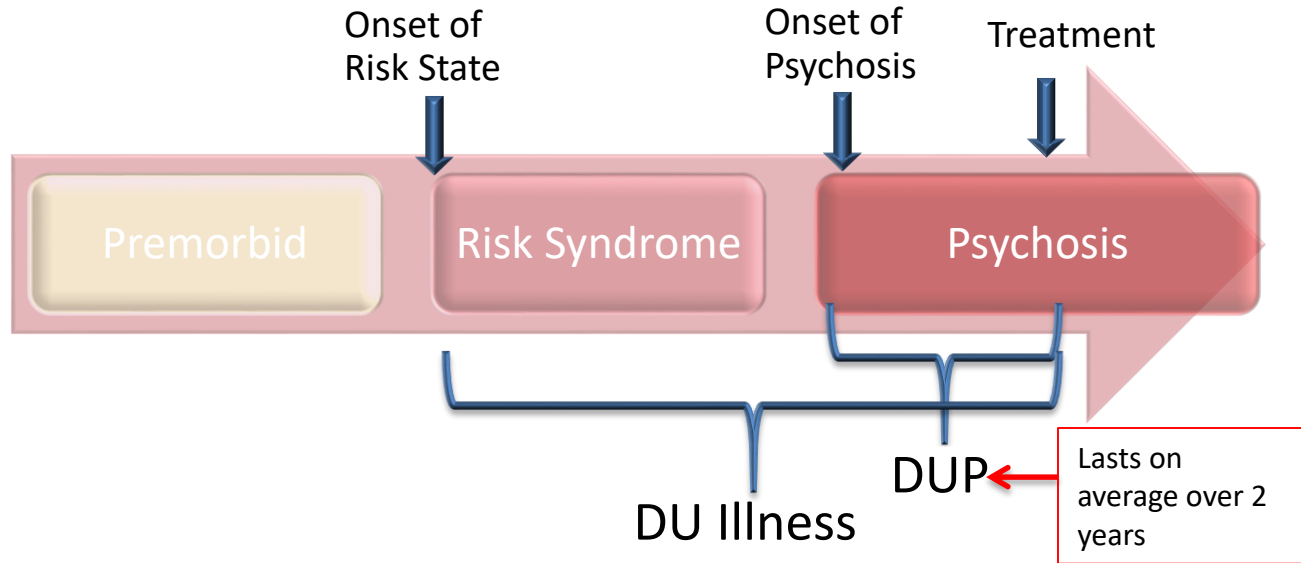 Onset of
Risk State
Onset of
Psychosis
Treatment
Premorbid
Risk Syndrome
Psychosis
DUP
Lasts on
average over 2
years
DU Illness